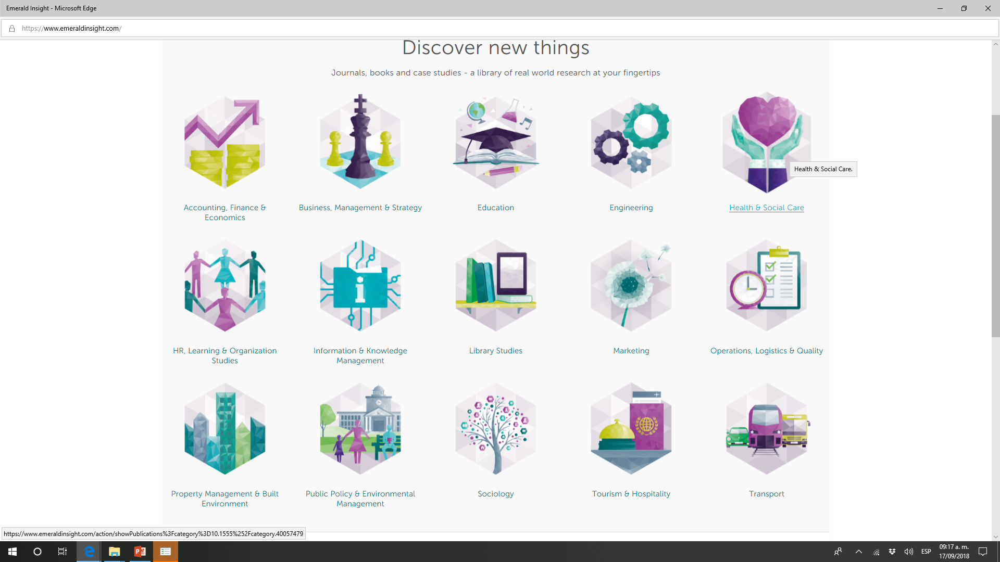 Emerald Insight - Microsoft Edge
https://www.emeraldinsight.com/
Discover new things
Journals, books and case studies - a library of real world research at your fingertips
Accounting, Finance &
Economics
Business, Management & Strategy
Education
Engineering
Health & Social Care
Health & Social Care.
HR, Learning & Organization
Studies
Information & Knowledge
Management
Library Studies
Marketing
Operations, Logistics & Quality
Property Management & Built
Environment
Public Policy & Environmental
Management
Sociology
Tourism & Hospitality
Transport
https://www.emeraldinsight.com/action/showPublications%3Fcategory%3D10.1555%252Fcategory.40057479
ESP
09:17 a. m.
17/09/2018